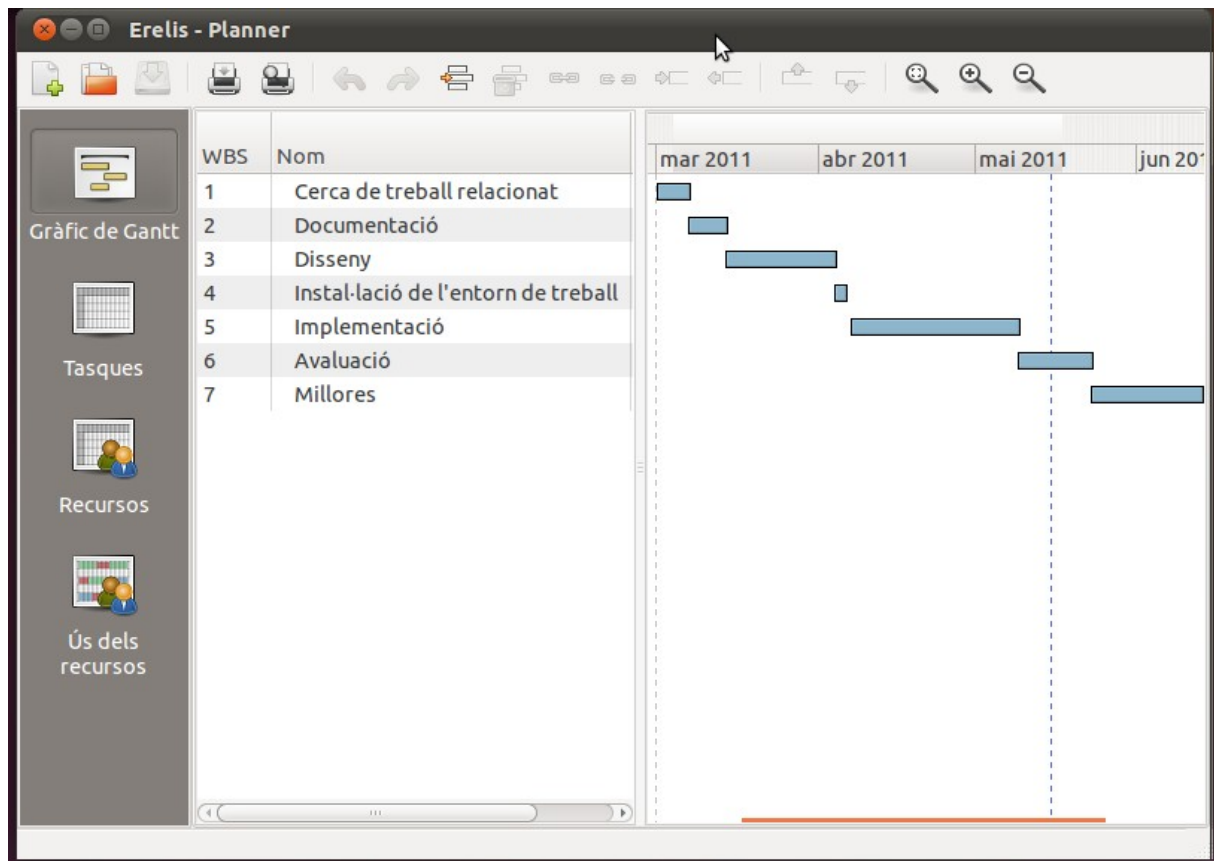 Erelis - Planner
WBS Nom
mar 2011 abr 2011 mai 2011 jun 201
1 Cerca de treball relacionat
2 Documentació
3 Disseny
4 Instal·lació de l'entorn de treball
5 Implementació
6 Avaluació
7 Millores
Gràfic de Gantt
Tasques
Recursos
Ús dels
recursos